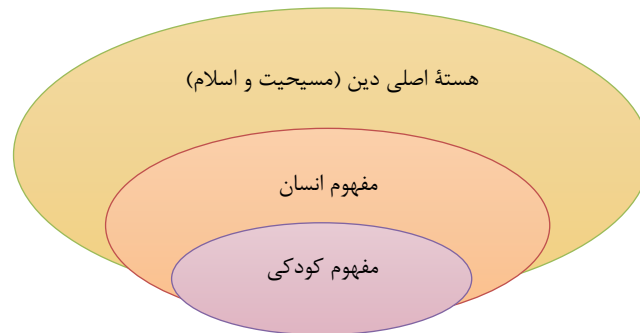 هستهٔ اصلی دین (مسیحیت و اسلام)
مفهوم انسان
مفهوم کودکی